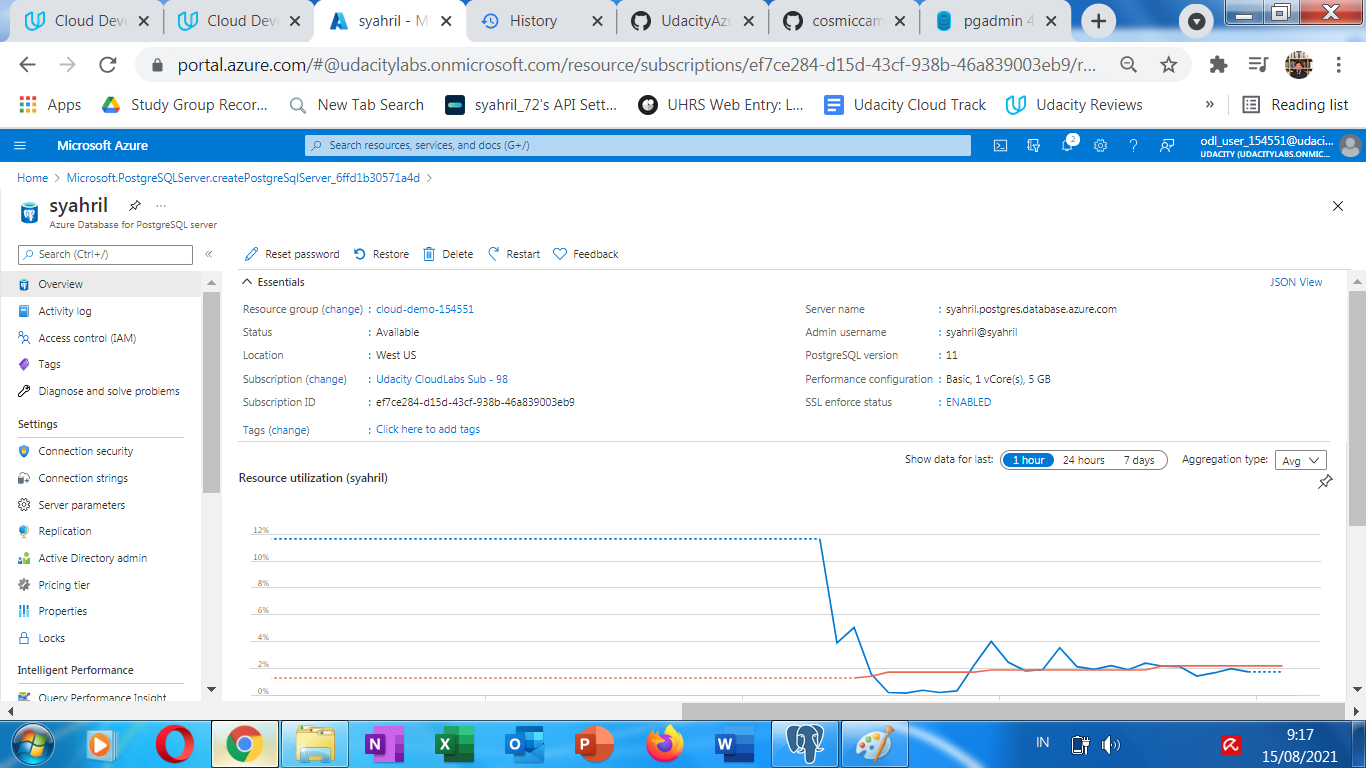 Cloud Deve
Cloud Deve
syahril - M
History
UdacityAzu
cosmiccam
pgadmin 4
portal.azure.com/#@udacitylabs.onmicrosoft.com/resource/subscriptions/ef7ce284-d15d-43cf-938b-46a839003eb9/r...
Apps
Study Group Recor...
New Tab Search
syahril_72's API Sett...
UHRS Web Entry: L...
Udacity Cloud Track
Udacity Reviews
»
Reading list
Microsoft Azure
Search resources, services, and docs (G+/)
2
odl_user_154551@udaci...
UDACITY (UDACITYLABS.ONMIC...
Home > Microsoft.PostgreSQLServer.createPostgreSqlServer_6ffd1b30571a4d >
syahril
...
Azure Database for PostgreSQL server
Search (Ctrl+/)
«
Reset password
Restore
Delete
Restart
Feedback
Overview
Activity log
Access control (IAM)
Tags
Diagnose and solve problems
Settings
Connection security
Connection strings
Server parameters
Replication
Active Directory admin
Pricing tier
Properties
Locks
Intelligent Performance
Query Performance Insight
Essentials
JSON View
Resource group (change) : cloud-demo-154551
Status : Available
Location : West US
Subscription (change) : Udacity CloudLabs Sub - 98
Subscription ID : ef7ce284-d15d-43cf-938b-46a839003eb9
Tags (change) : Click here to add tags
Server name : syahril.postgres.database.azure.com
Admin username : syahril@syahril
PostgreSQL version : 11
Performance configuration : Basic, 1 vCore(s), 5 GB
SSL enforce status : ENABLED
Show data for last: 1 hour 24 hours 7 days Aggregation type: Avg
Resource utilization (syahril)
12%
10%
8%
6%
4%
2%
0%
IN
9:17
15/08/2021